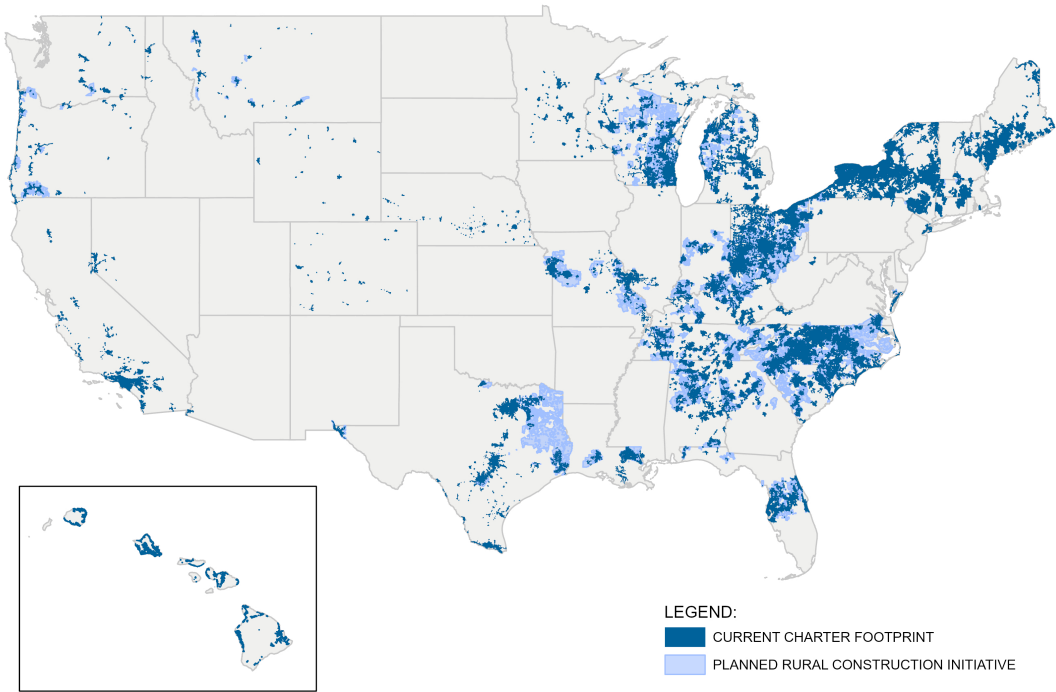 LEGEND:
CURRENT CHARTER FOOTPRINT
PLANNED RURAL CONSTRUCTION INITIATIVE